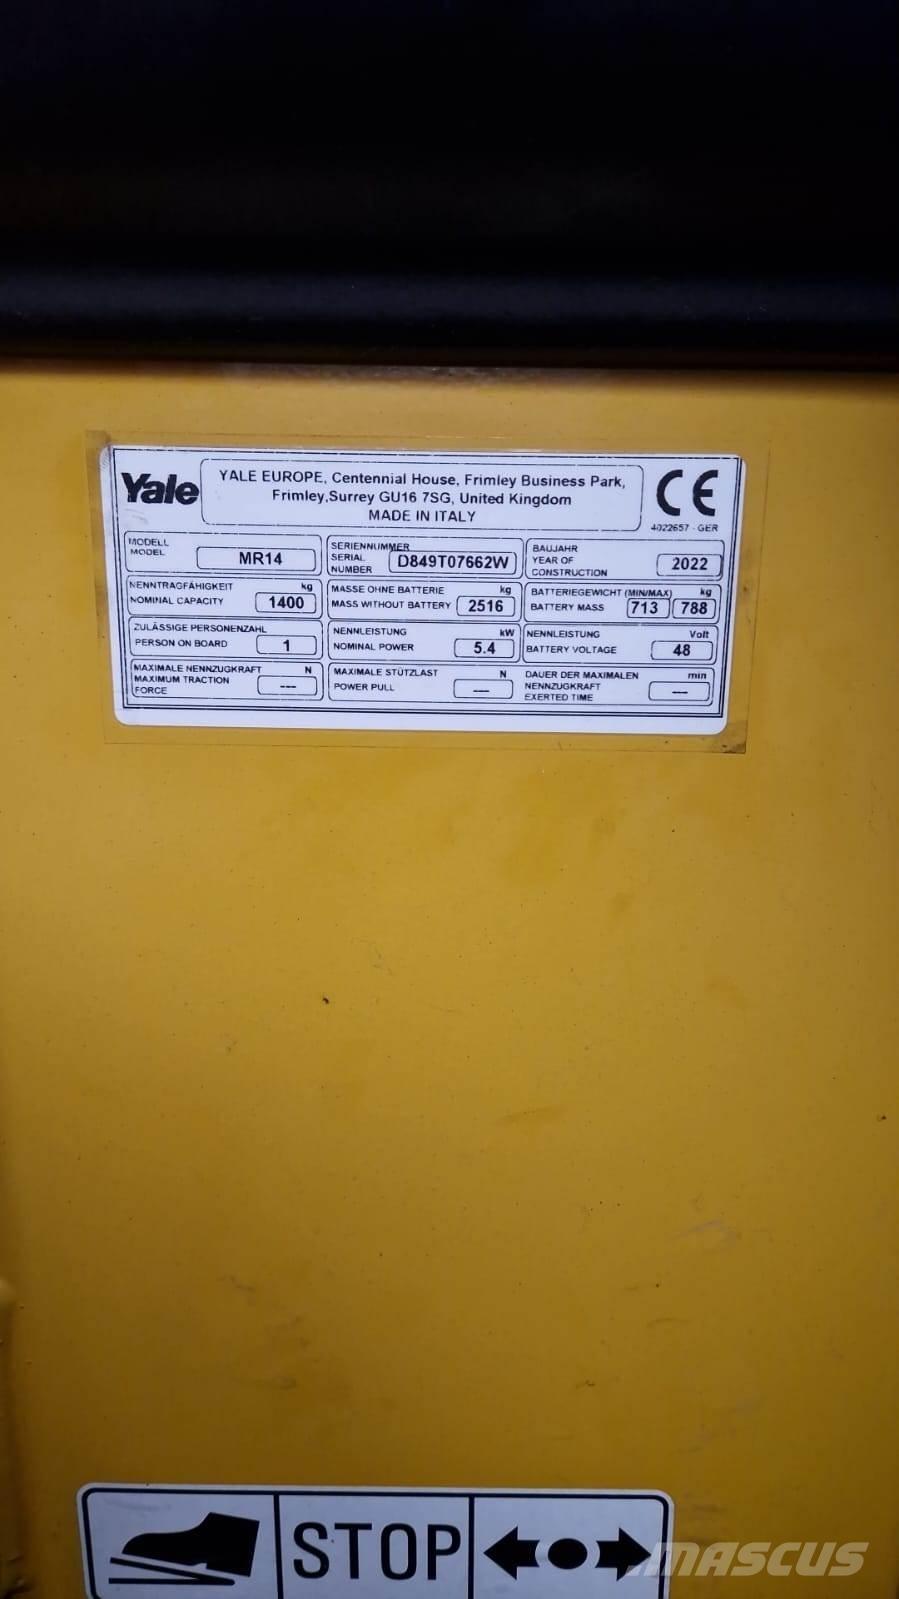 Yale
YALE EUROPE, Centennial House, Frimley Business Park,
Frimley,Surrey GU16 7SG, United Kingdom
MADE IN ITALY
CE
4022657 - GER
MODELL
MODEL
MR14
SERIENNUMMER
SERIAL
NUMBER
D849T07662W
BAUJAHR
YEAR OF
CONSTRUCTION
2022
NENNTRAGFÄHIGKEIT kg
NOMINAL CAPACITY 1400
MASSE OHNE BATTERIE kg
MASS WITHOUT BATTERY 2516
BATTERIEGEWICHT (MIN/MAX) kg
BATTERY MASS 713 788
ZULÄSSIGE PERSONENZAHL
PERSON ON BOARD 1
NENNLEISTUNG kW
NOMINAL POWER 5.4
NENNLEISTUNG Volt
BATTERY VOLTAGE 48
MAXIMALE NENNZUGKRAFT N
MAXIMUM TRACTION
FORCE ---
MAXIMALE STÜTZLAST N
POWER PULL ---
DAUER DER MAXIMALEN min
NENNZUGKRAFT
EXERTED TIME ---
STOP
MASCUS